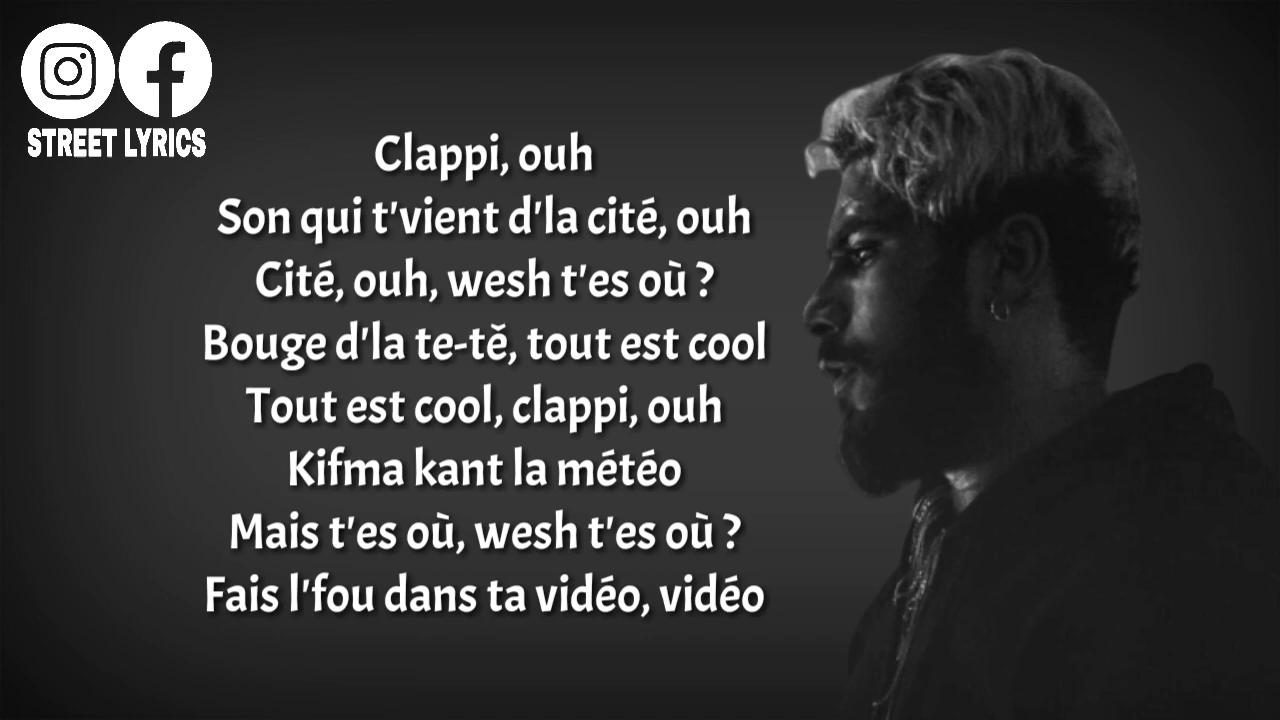 STREET LYRICS
Clappi, ouh
Son qui t'vient d'la cité, ouh
Cité, ouh, wesh t'es où ?
Bouge d'la te-tĕ, tout est cool
Tout est cool, clappi, ouh
Kifma kant la météo
Mais t'es où, wesh t'es où ?
Fais l'fou dans ta vidéo, vidéo